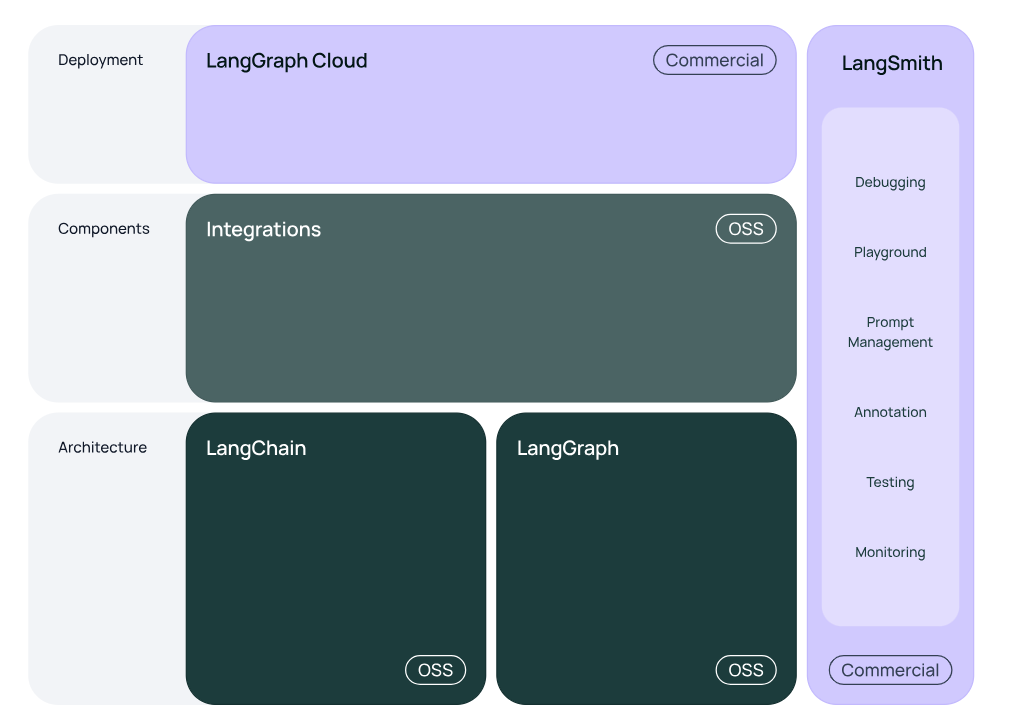 Deployment
LangGraph Cloud
Commercial
Components
Integrations
OSS
Architecture
LangChain
OSS
LangGraph
OSS
LangSmith
Debugging
Playground
Prompt
Management
Annotation
Testing
Monitoring
Commercial